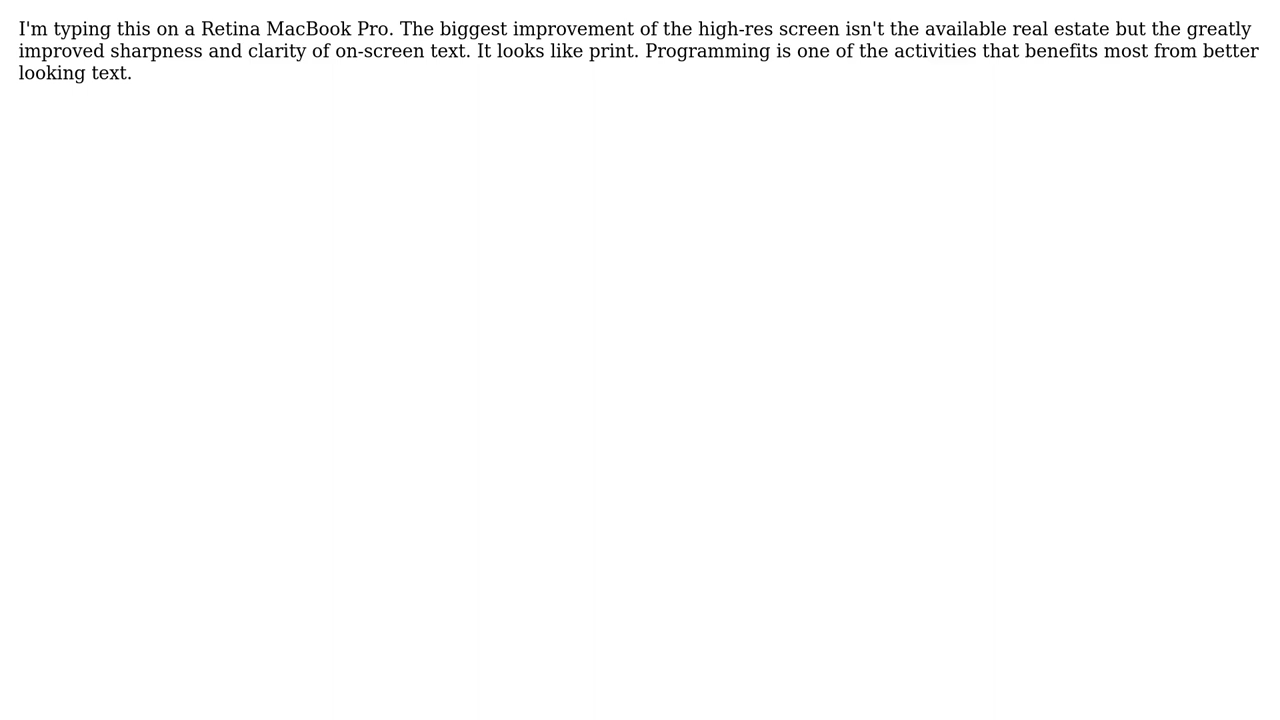 I'm typing this on a Retina MacBook Pro. The biggest improvement of the high-res screen isn't the available real estate but the greatly
improved sharpness and clarity of on-screen text. It looks like print. Programming is one of the activities that benefits most from better
looking text.